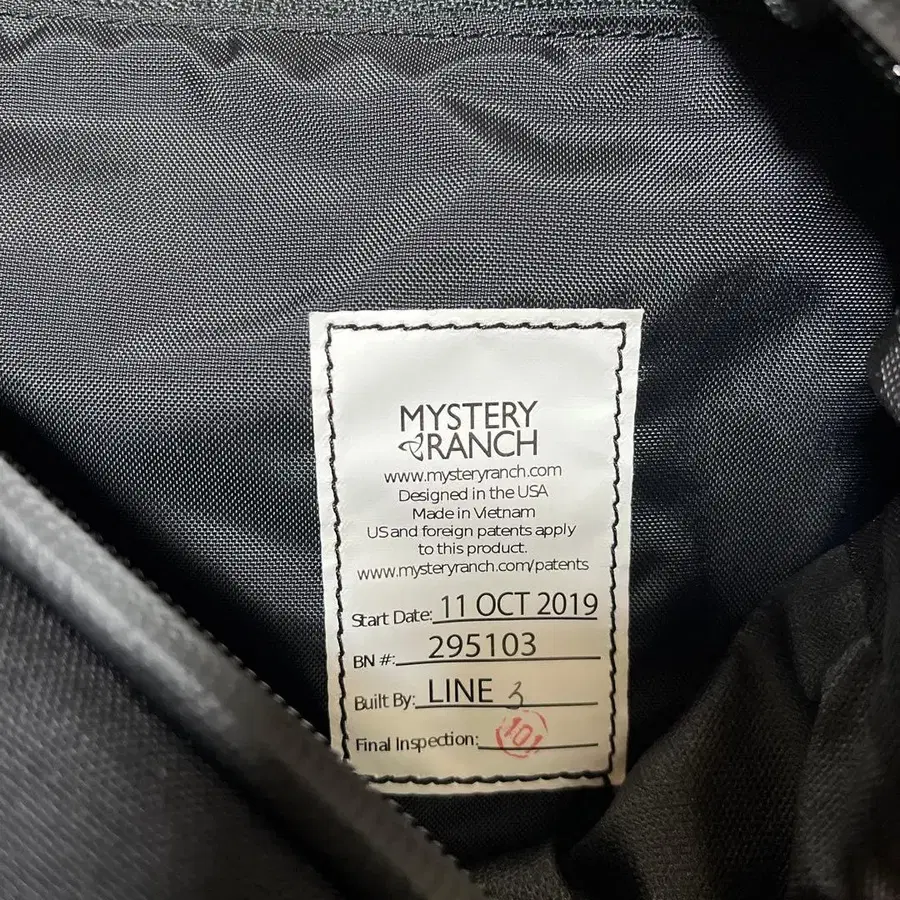 MYSTERY
RANCH
www.mysteryranch.com
Designed in the USA
Made in Vietnam
US and foreign patents apply
to this product.
www.mysteryranch.com/patents
Start Date: 11 OCT 2019
BN #: 295103
Built By: LINE 3
Final Inspection: 101